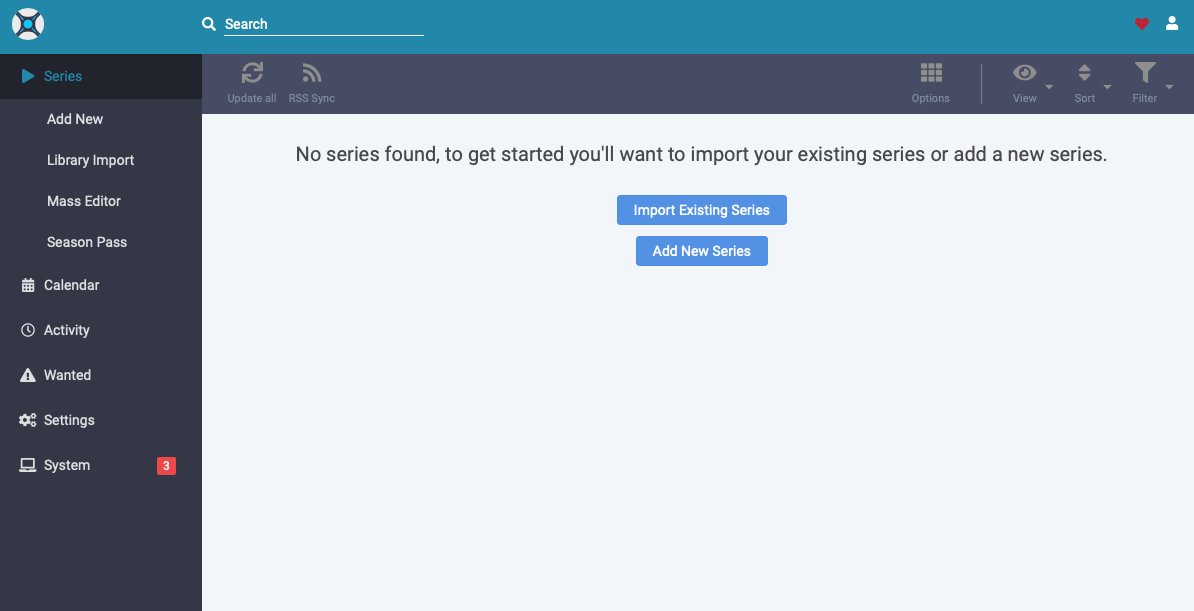 Search
Series
Add New
Library Import
Mass Editor
Season Pass
Calendar
Activity
Wanted
Settings
System 3
Update all RSS Sync Options View Sort Filter
No series found, to get started you'll want to import your existing series or add a new series.
Import Existing Series
Add New Series